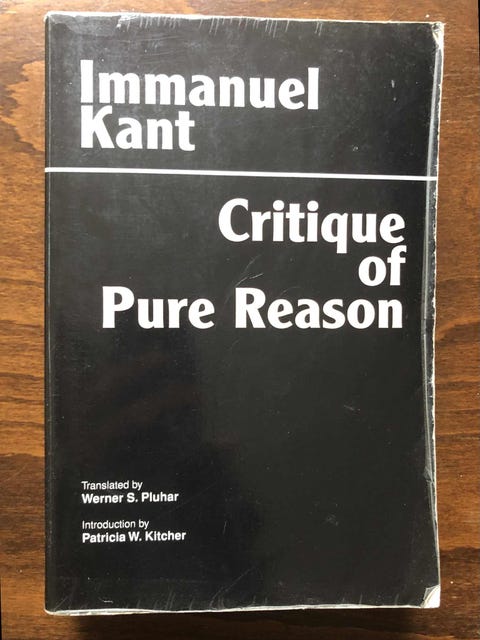 Immanuel
Kant
Critique
of
Pure Reason
Translated by
Werner S. Pluhar
Introduction by
Patricia W. Kitcher